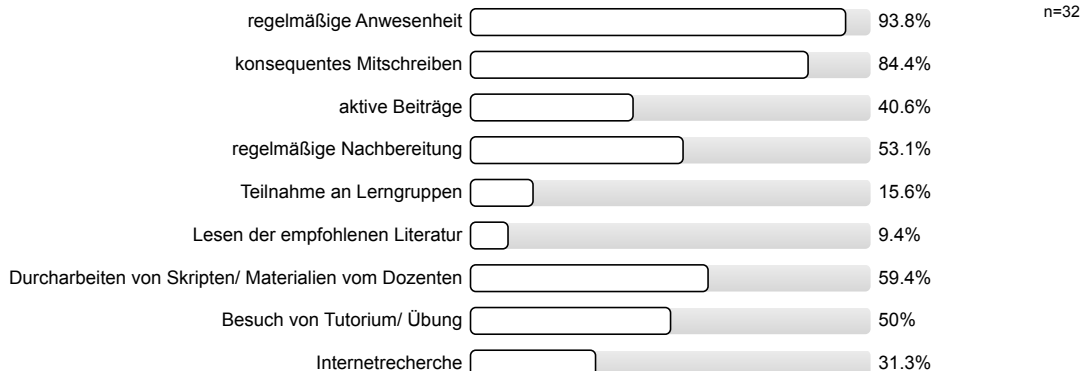 n=32
regelmäßige Anwesenheit 93.8%
konsequentes Mitschreiben 84.4%
aktive Beiträge 40.6%
regelmäßige Nachbereitung 53.1%
Teilnahme an Lerngruppen 15.6%
Lesen der empfohlenen Literatur 9.4%
Durcharbeiten von Skripten/ Materialien vom Dozenten 59.4%
Besuch von Tutorium/ Übung 50%
Internetrecherche 31.3%